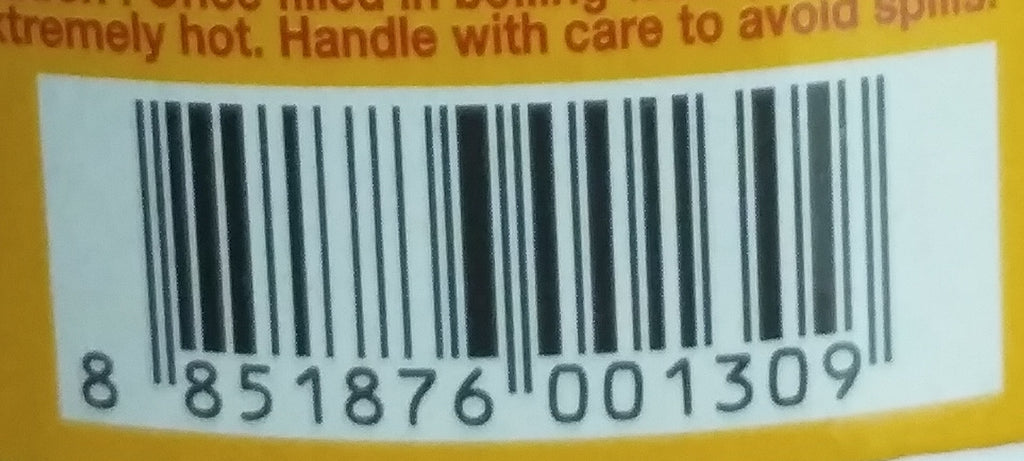 xtremely hot. Handle with care to avoid spills.
8 851876 001309